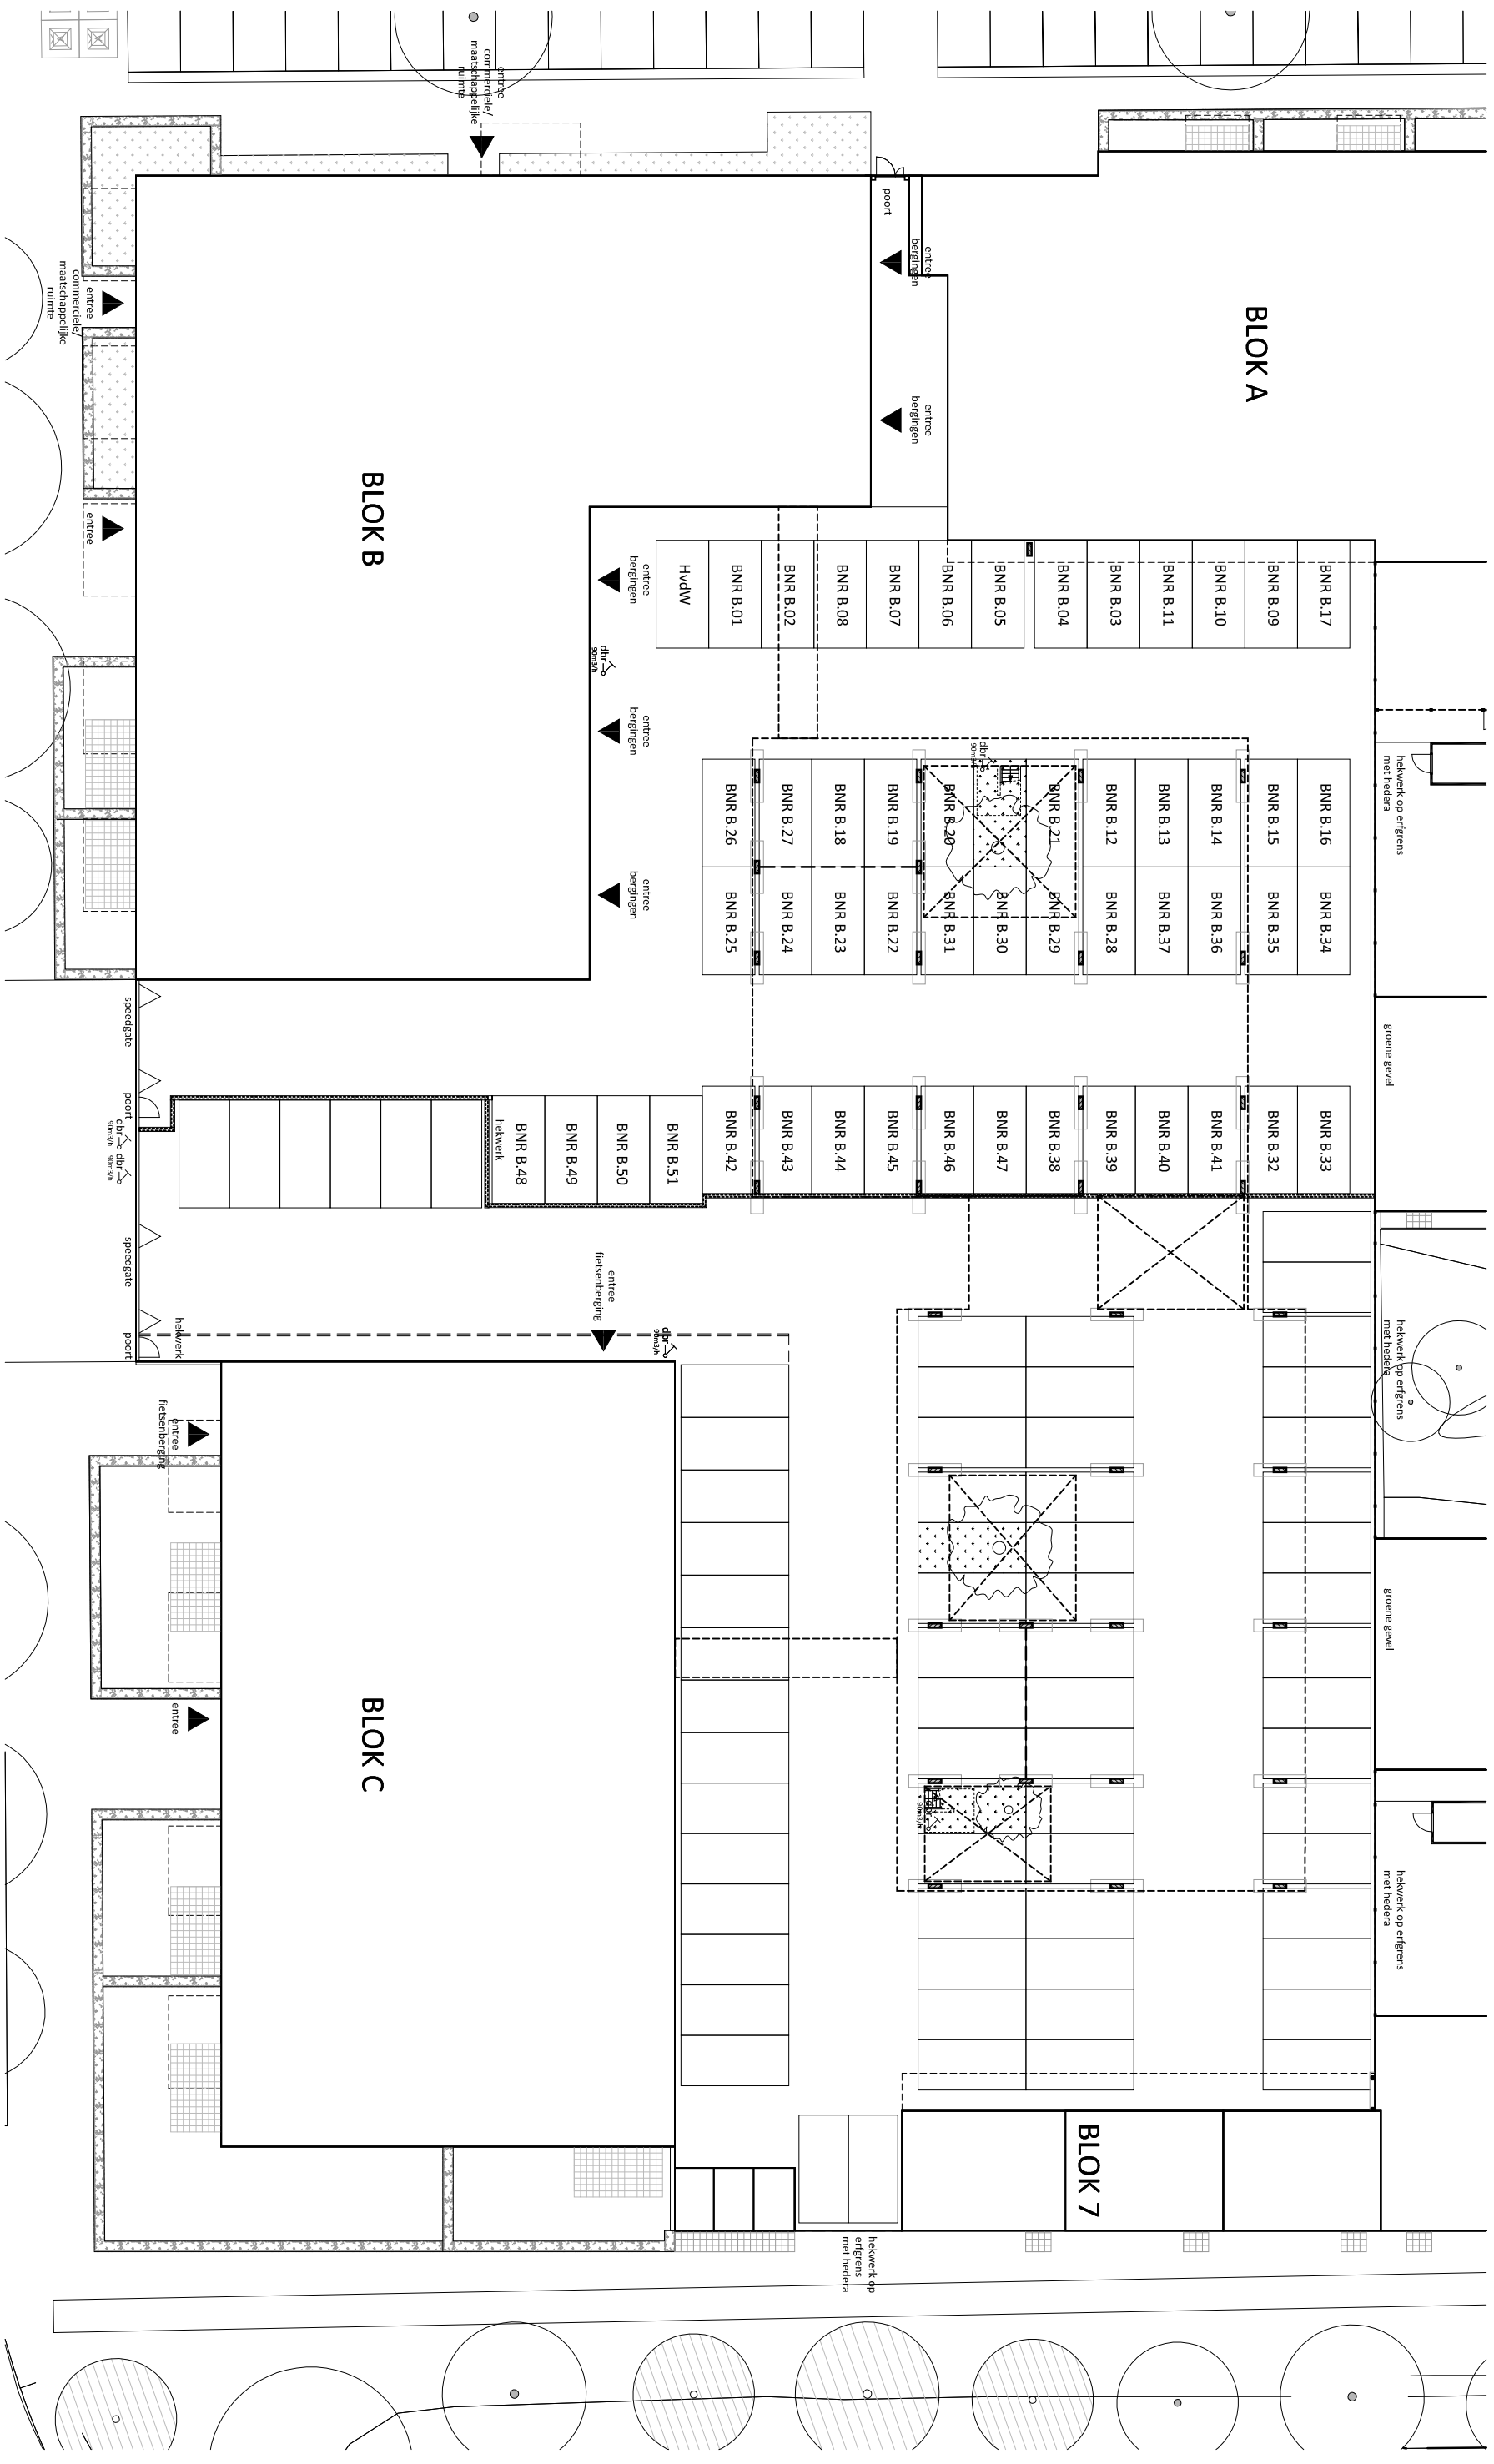 entree
commerciele/
maatschappelijke
ruimte
poort
entree
bergingen
BLOK A
entree
commerciele/
maatschappelijke
ruimte
entree
bergingen
BLOK B
entree
entree
bergingen
HvdW
BNR B.01
BNR B.02
BNR B.08
BNR B.07
BNR B.06
BNR B.05
BNR B.04
BNR B.03
BNR B.11
BNR B.10
BNR B.09
BNR B.17
dbr
90m3/h
entree
bergingen
dbr
90m3/h
hekwerk op erfgrens
met hedera
BNR B.26
BNR B.27
BNR B.18
BNR B.19
BNR B.20
BNR B.21
BNR B.12
BNR B.13
BNR B.14
BNR B.15
BNR B.16
entree
bergingen
BNR B.25
BNR B.24
BNR B.23
BNR B.22
BNR B.31
BNR B.30
BNR B.29
BNR B.28
BNR B.37
BNR B.36
BNR B.35
BNR B.34
speedgate
groene gevel
poort
dbr
90m3/h
dbr
90m3/h
hekwerk
BNR B.48
BNR B.49
BNR B.50
BNR B.51
BNR B.42
BNR B.43
BNR B.44
BNR B.45
BNR B.46
BNR B.47
BNR B.38
BNR B.39
BNR B.40
BNR B.41
BNR B.32
BNR B.33
speedgate
entree
fietsenberging
hekwerk
poort
dbr
90m3/h
hekwerk op erfgrens
met hedera
entree
fietsenberging
groene gevel
entree
BLOK C
dbr
90m3/h
hekwerk op erfgrens
met hedera
BLOK 7
hekwerk op
erfgrens
met hedera